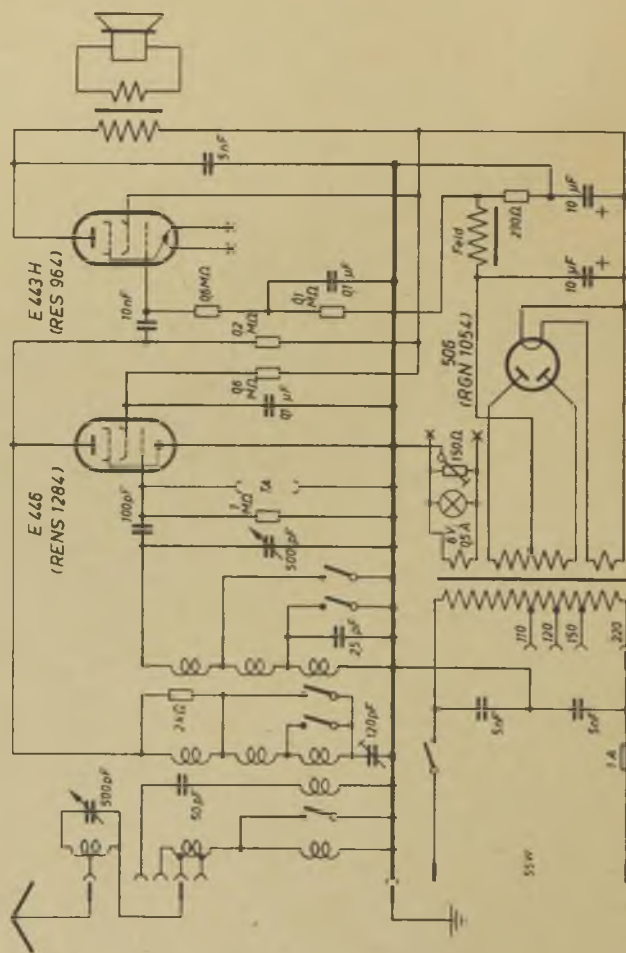 E 446
(RENS 1284)
E 443 H
(RES 964)
506
(RGN 1054)
500pF
50pF
2kΩ
120pF
25
pF
500pF
1
MΩ
TA
100pF
0,1
µF
0,6
MΩ
0,2
MΩ
10nF
0,6MΩ
0,1
MΩ
0,1
µF
5nF
6V
0,5A
150Ω
Feld
230Ω
10 µF
+
10 µF
+
110
120
150
220
5nF
5nF
1 A
55W